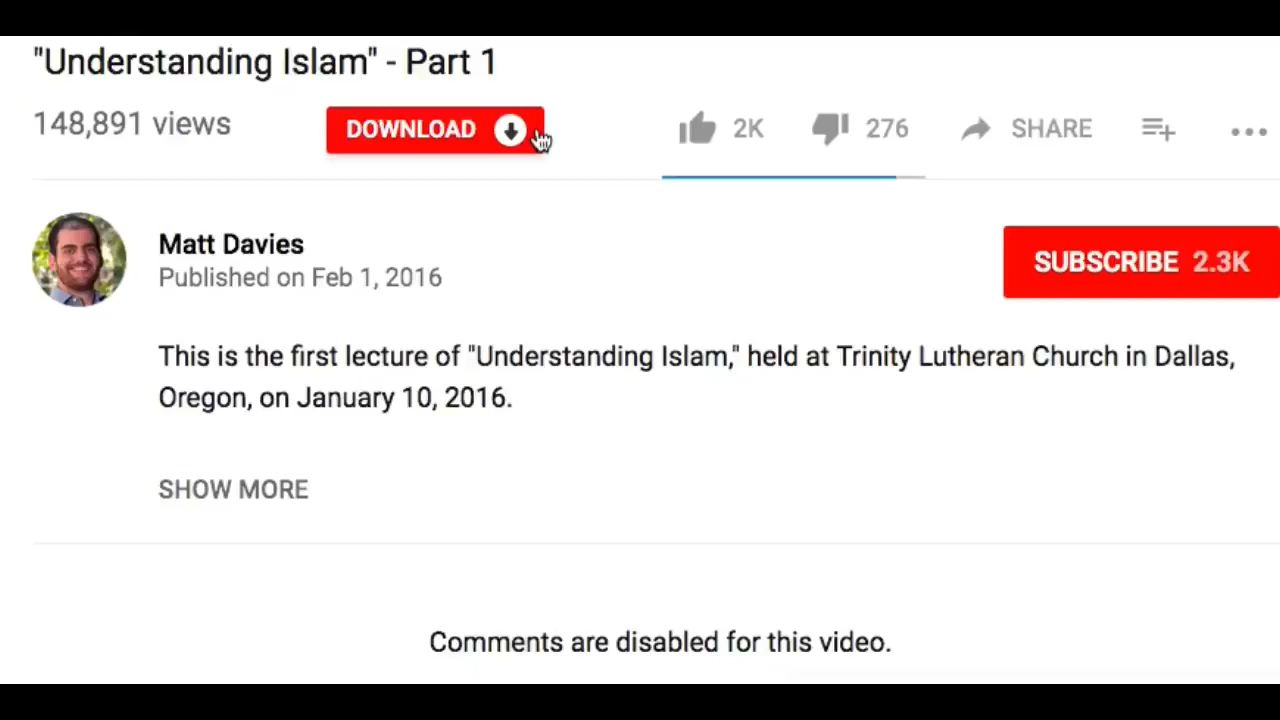 "Understanding Islam" - Part 1
148,891 views
DOWNLOAD
2K
276
SHARE
Matt Davies
Published on Feb 1, 2016
SUBSCRIBE 2.3K
This is the first lecture of "Understanding Islam," held at Trinity Lutheran Church in Dallas,
Oregon, on January 10, 2016.
SHOW MORE
Comments are disabled for this video.